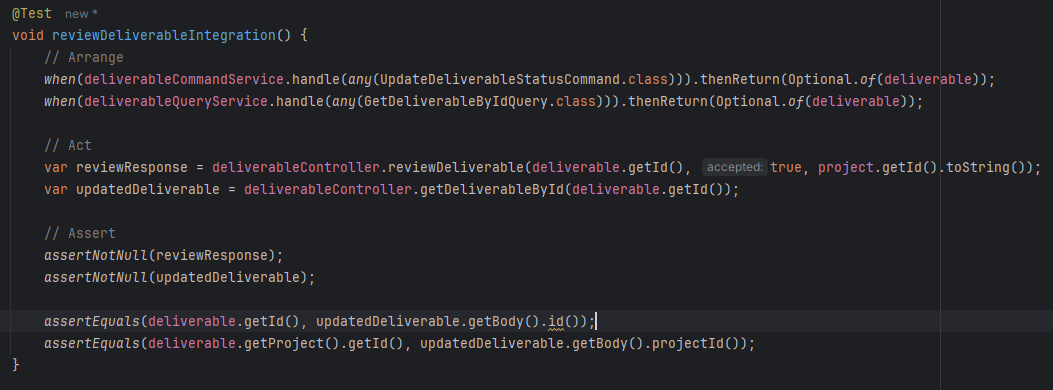 @Test new *
void reviewDeliverableIntegration() {
// Arrange
when(deliverableCommandService.handle(any(UpdateDeliverableStatusCommand.class))).thenReturn(Optional.of(deliverable));
when(deliverableQueryService.handle(any(GetDeliverableByIdQuery.class))).thenReturn(Optional.of(deliverable));
// Act
var reviewResponse = deliverableController.reviewDeliverable(deliverable.getId(), accepted: true, project.getId().toString());
var updatedDeliverable = deliverableController.getDeliverableById(deliverable.getId());
// Assert
assertNotNull(reviewResponse);
assertNotNull(updatedDeliverable);
assertEquals(deliverable.getId(), updatedDeliverable.getBody().id());
assertEquals(deliverable.getProject().getId(), updatedDeliverable.getBody().projectId());
}